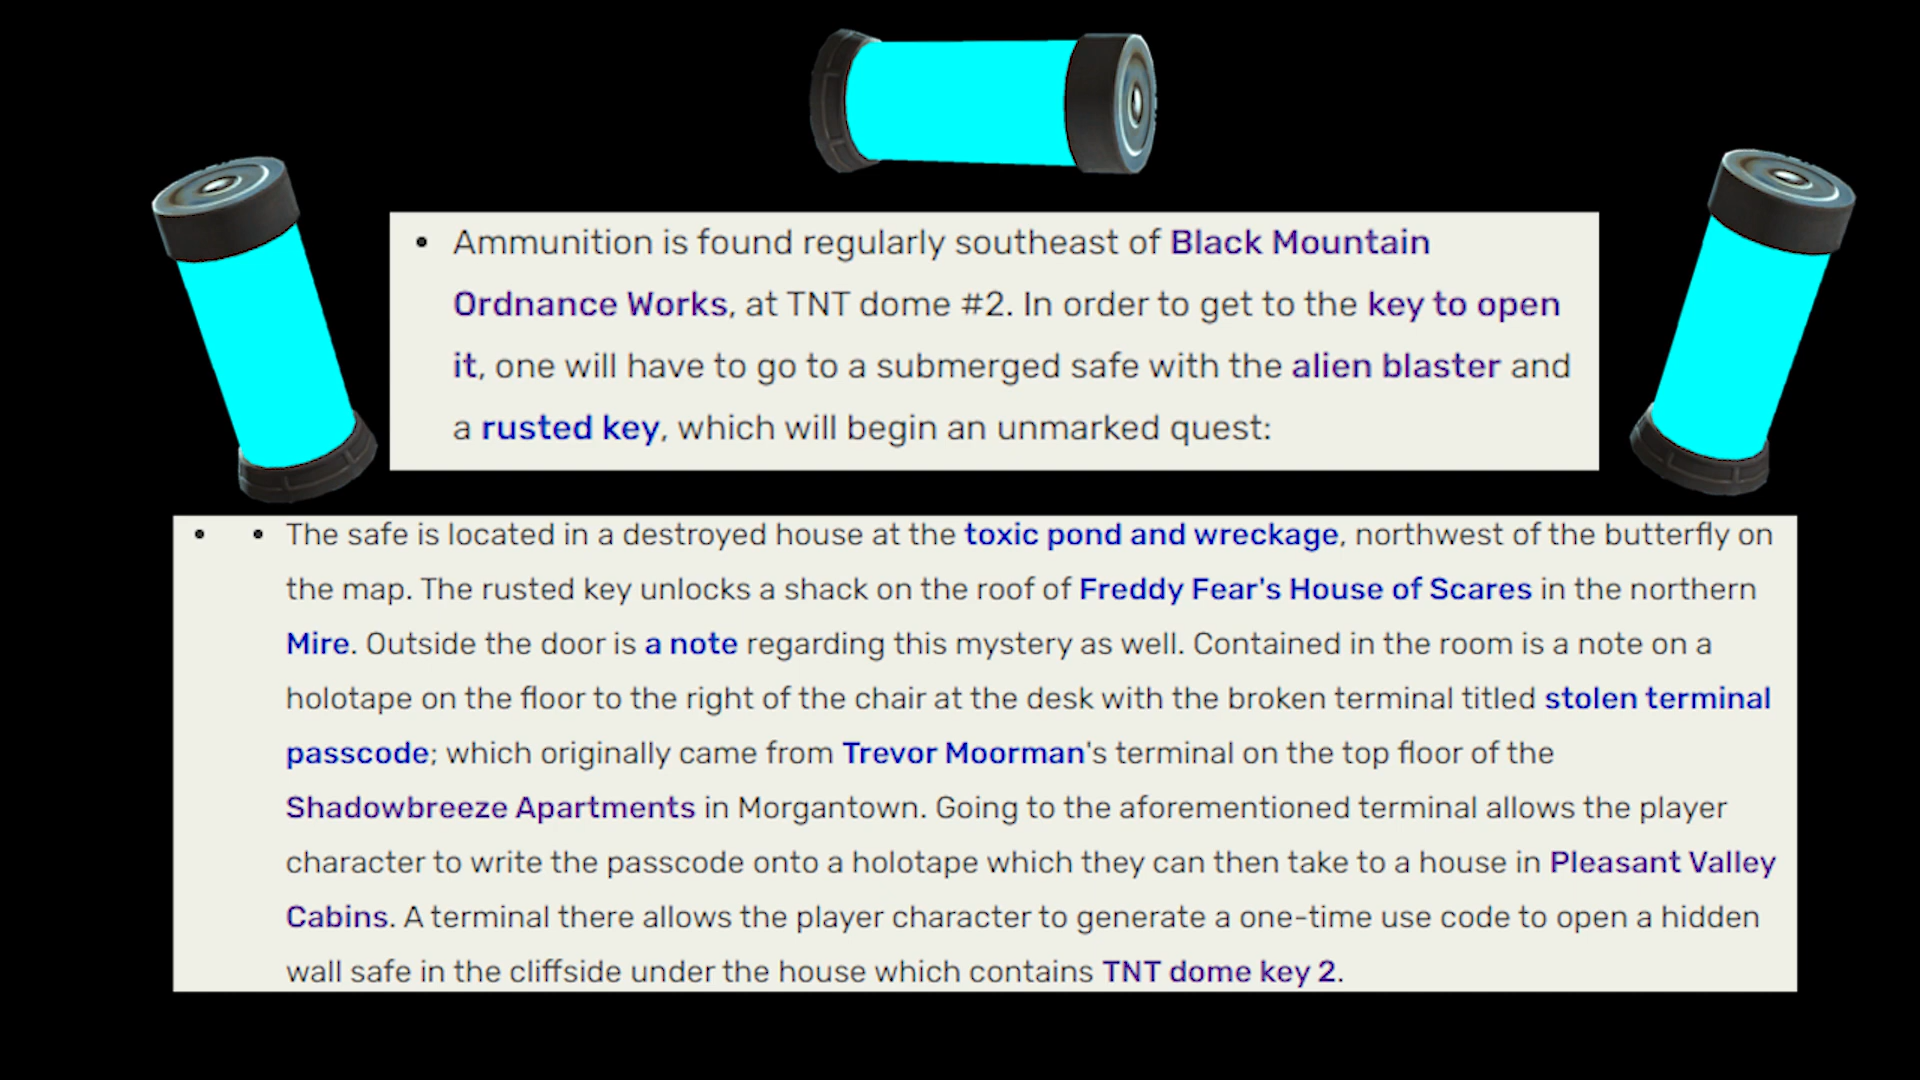 • Ammunition is found regularly southeast of Black Mountain
Ordnance Works, at TNT dome #2. In order to get to the key to open
it, one will have to go to a submerged safe with the alien blaster and
a rusted key, which will begin an unmarked quest:
• • The safe is located in a destroyed house at the toxic pond and wreckage, northwest of the butterfly on
the map. The rusted key unlocks a shack on the roof of Freddy Fear's House of Scares in the northern
Mire. Outside the door is a note regarding this mystery as well. Contained in the room is a note on a
holotape on the floor to the right of the chair at the desk with the broken terminal titled stolen terminal
passcode; which originally came from Trevor Moorman's terminal on the top floor of the
Shadowbreeze Apartments in Morgantown. Going to the aforementioned terminal allows the player
character to write the passcode onto a holotape which they can then take to a house in Pleasant Valley
Cabins. A terminal there allows the player character to generate a one-time use code to open a hidden
wall safe in the cliffside under the house which contains TNT dome key 2.